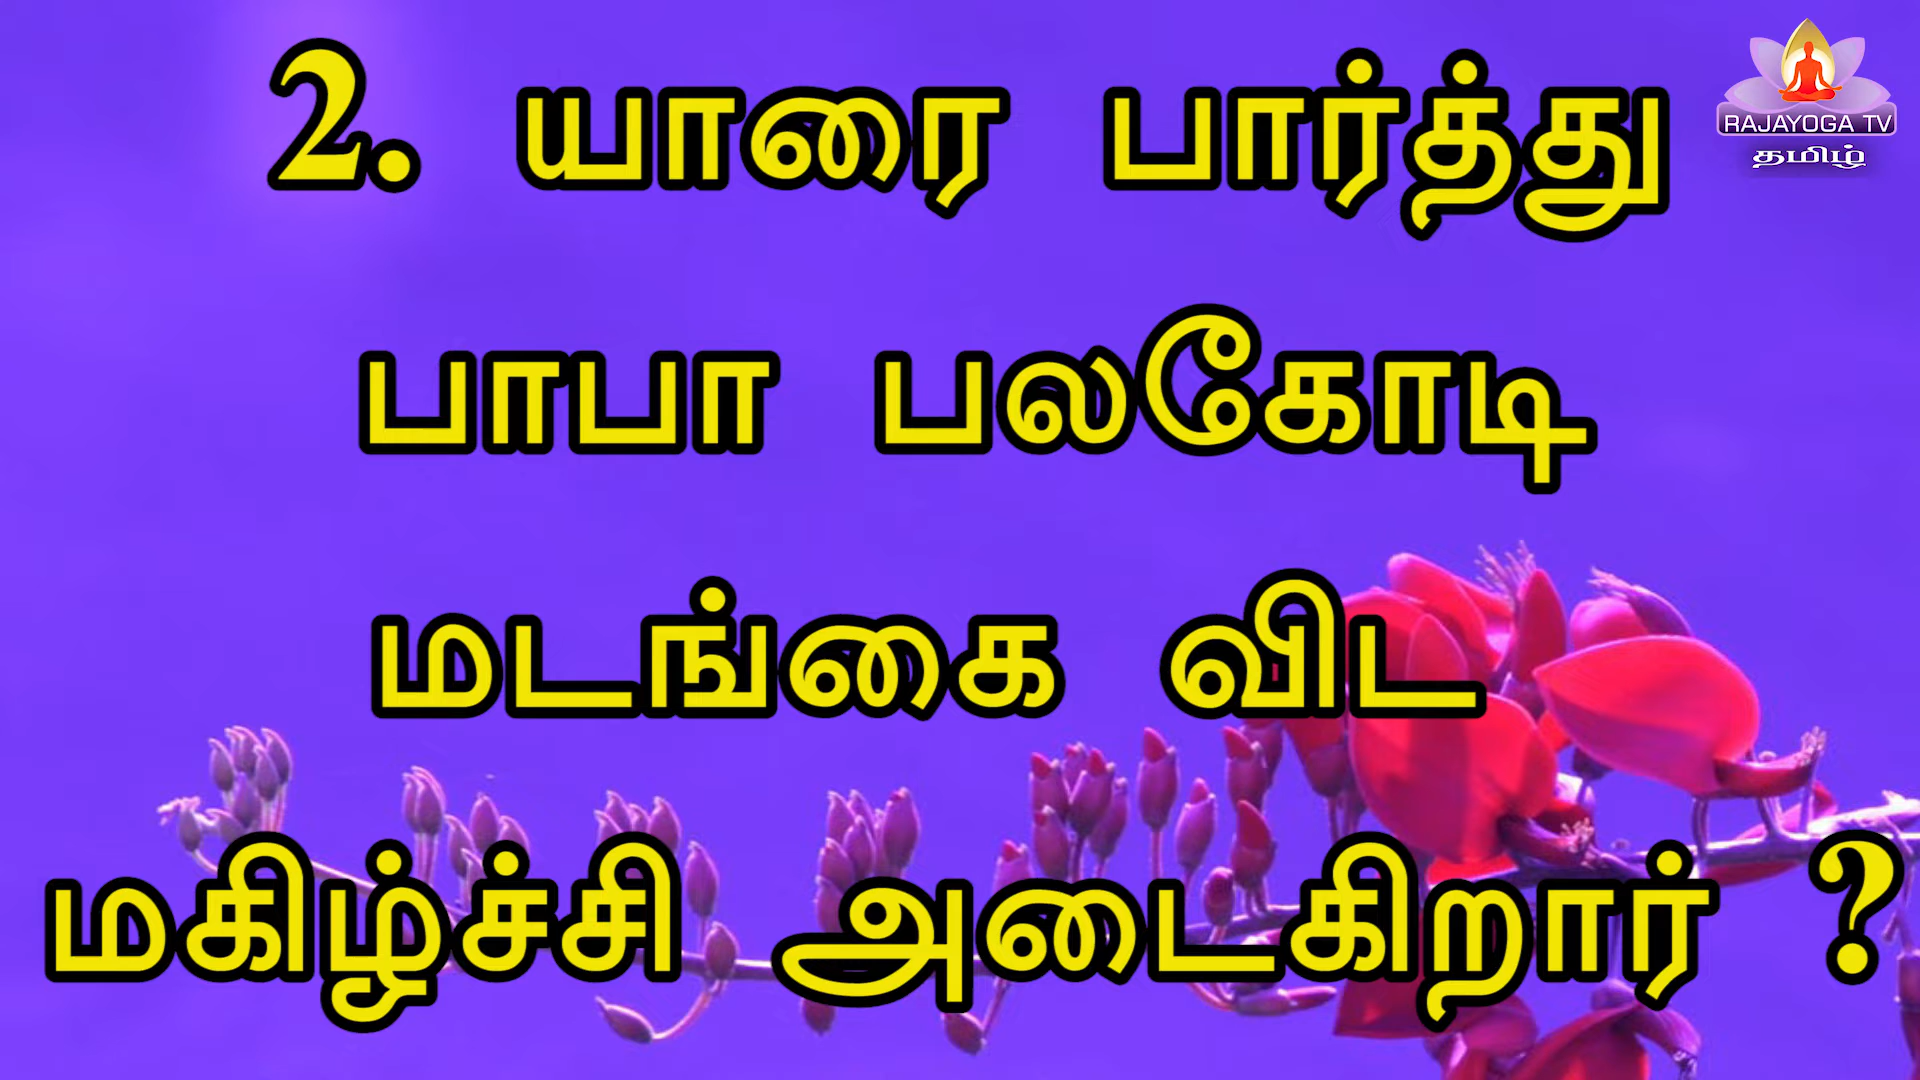 2. யாரை பார்த்து
பாபா பலகோடி
மடங்கை விட
மகிழ்ச்சி அடைகிறார் ?
RAJAYOGA TV
தமிழ்